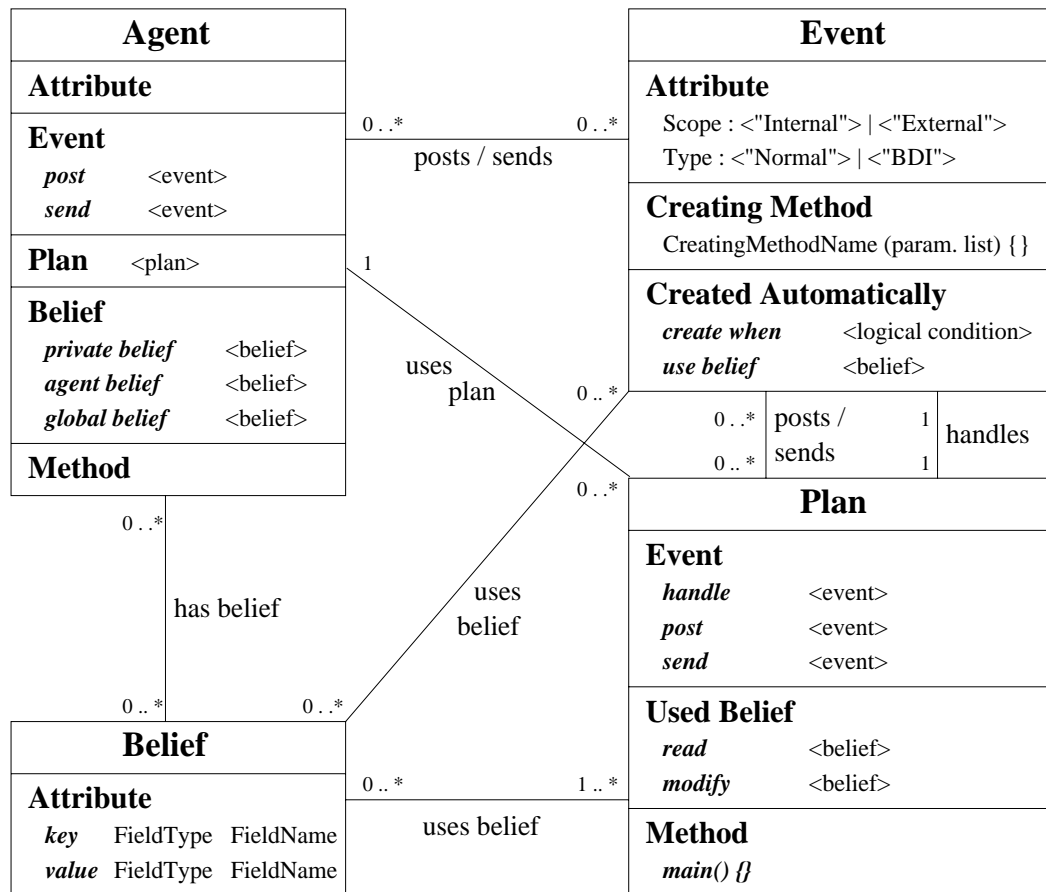 Agent
Attribute
Event
post <event>
send <event>
Plan <plan>
Belief
private belief <belief>
agent belief <belief>
global belief <belief>
Method
0 . .* 0 . .*
posts / sends
Event
Attribute
Scope : <"Internal"> | <"External">
Type : <"Normal"> | <"BDI">
Creating Method
CreatingMethodName (param. list) { }
Created Automatically
create when <logical condition>
use belief <belief>
1
uses
plan
0 . .*
0 .. *
uses
belief
0 . .*
0 . .*
posts /
sends
0 .. *
1
handles
1
0 . .*
has belief
0 .. *
Plan
Event
handle <event>
post <event>
send <event>
Used Belief
read <belief>
modify <belief>
Method
main() {}
Belief
Attribute
key FieldType FieldName
value FieldType FieldName
0 .. * 1 .. *
uses belief